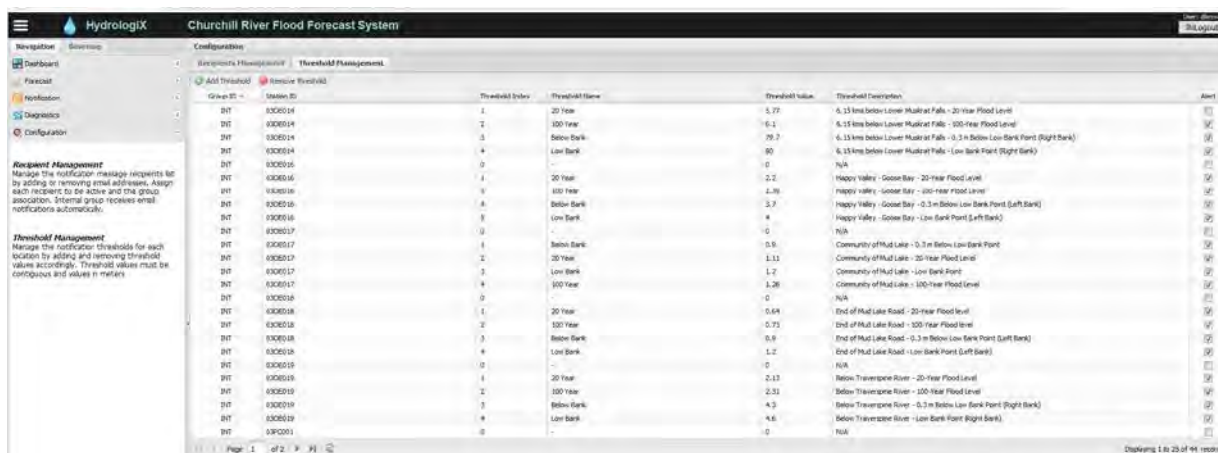 HydrologiX Churchill River Flood Forecast System
Logout
Navigation Configuration
Dashboard Recipients Management Threshold Management
Forecast Add Threshold Remove Threshold
Notification
Diagnostics
Configuration
Recipient Management
Manage the notification message recipients list
by adding or removing email addresses. Assign
each recipient to be active and the group
association. Internal group receives email
notifications automatically.
Threshold Management
Manage the notification thresholds for each
location by adding and removing threshold
values accordingly. Threshold values must be
contiguous and values in meters
Group ID Station ID Threshold Index Threshold Name Threshold Value Threshold Description Alert
INT 03OE014 1 20 Year 5.77 6.15 kms below Lower Muskrat Falls - 20-Year Flood Level
INT 03OE014 2 100 Year 6.1 6.15 kms below Lower Muskrat Falls - 100-Year Flood Level
INT 03OE014 3 Below Bank 79.7 6.15 kms below Lower Muskrat Falls - 0.3 m Below Low Bank Point (Right Bank)
INT 03OE014 4 Low Bank 80 6.15 kms below Lower Muskrat Falls - Low Bank Point (Right Bank)
INT 03OE016 0 - 0 N/A
INT 03OE016 1 20 Year 2.2 Happy Valley - Goose Bay - 20-Year Flood Level
INT 03OE016 100 Year Happy Valley - Goose Bay - 100-Year Flood Level
INT 03OE016 Below Bank 3.7 Happy Valley - Goose Bay - 0.3 m Below Low Bank Point (Left Bank)
INT 03OE016 Low Bank 4 Happy Valley - Goose Bay - Low Bank Point (Left Bank)
INT 03OE017 0 - 0 N/A
INT 03OE017 1 Below Bank 0.9 Community of Mud Lake - 0.3 m Below Low Bank Point
INT 03OE017 2 20 Year 1.11 Community of Mud Lake - 20-Year Flood Level
INT 03OE017 3 Low Bank 1.2 Community of Mud Lake - Low Bank Point
INT 03OE017 4 100 Year 1.26 Community of Mud Lake - 100-Year Flood Level
INT 03OE018 0 - 0 N/A
INT 03OE018 1 20 Year 0.64 End of Mud Lake Road - 20-Year Flood level
INT 03OE018 2 100 Year 0.73 End of Mud Lake Road - 100-Year Flood level
INT 03OE018 3 Below Bank 0.9 End of Mud Lake Road - 0.3 m Below Low Bank Point (Left Bank)
INT 03OE018 4 Low Bank 1.2 End of Mud Lake Road - Low Bank Point (Left Bank)
INT 03OE019 0 - 0 N/A
INT 03OE019 1 20 Year 2.13 Below Traverspine River - 20-Year Flood Level
INT 03OE019 2 100 Year 2.51 Below Traverspine River - 100-Year Flood Level
INT 03OE019 3 Below Bank 4.3 Below Traverspine River - 0.3 m Below Low Bank Point (Right Bank)
INT 03OE019 4 Low Bank 4.6 Below Traverspine River - Low Bank Point (Right Bank)
INT 03PC001 0 - 0 N/A
Page 1 of 2 Displaying 1 to 25 of 44